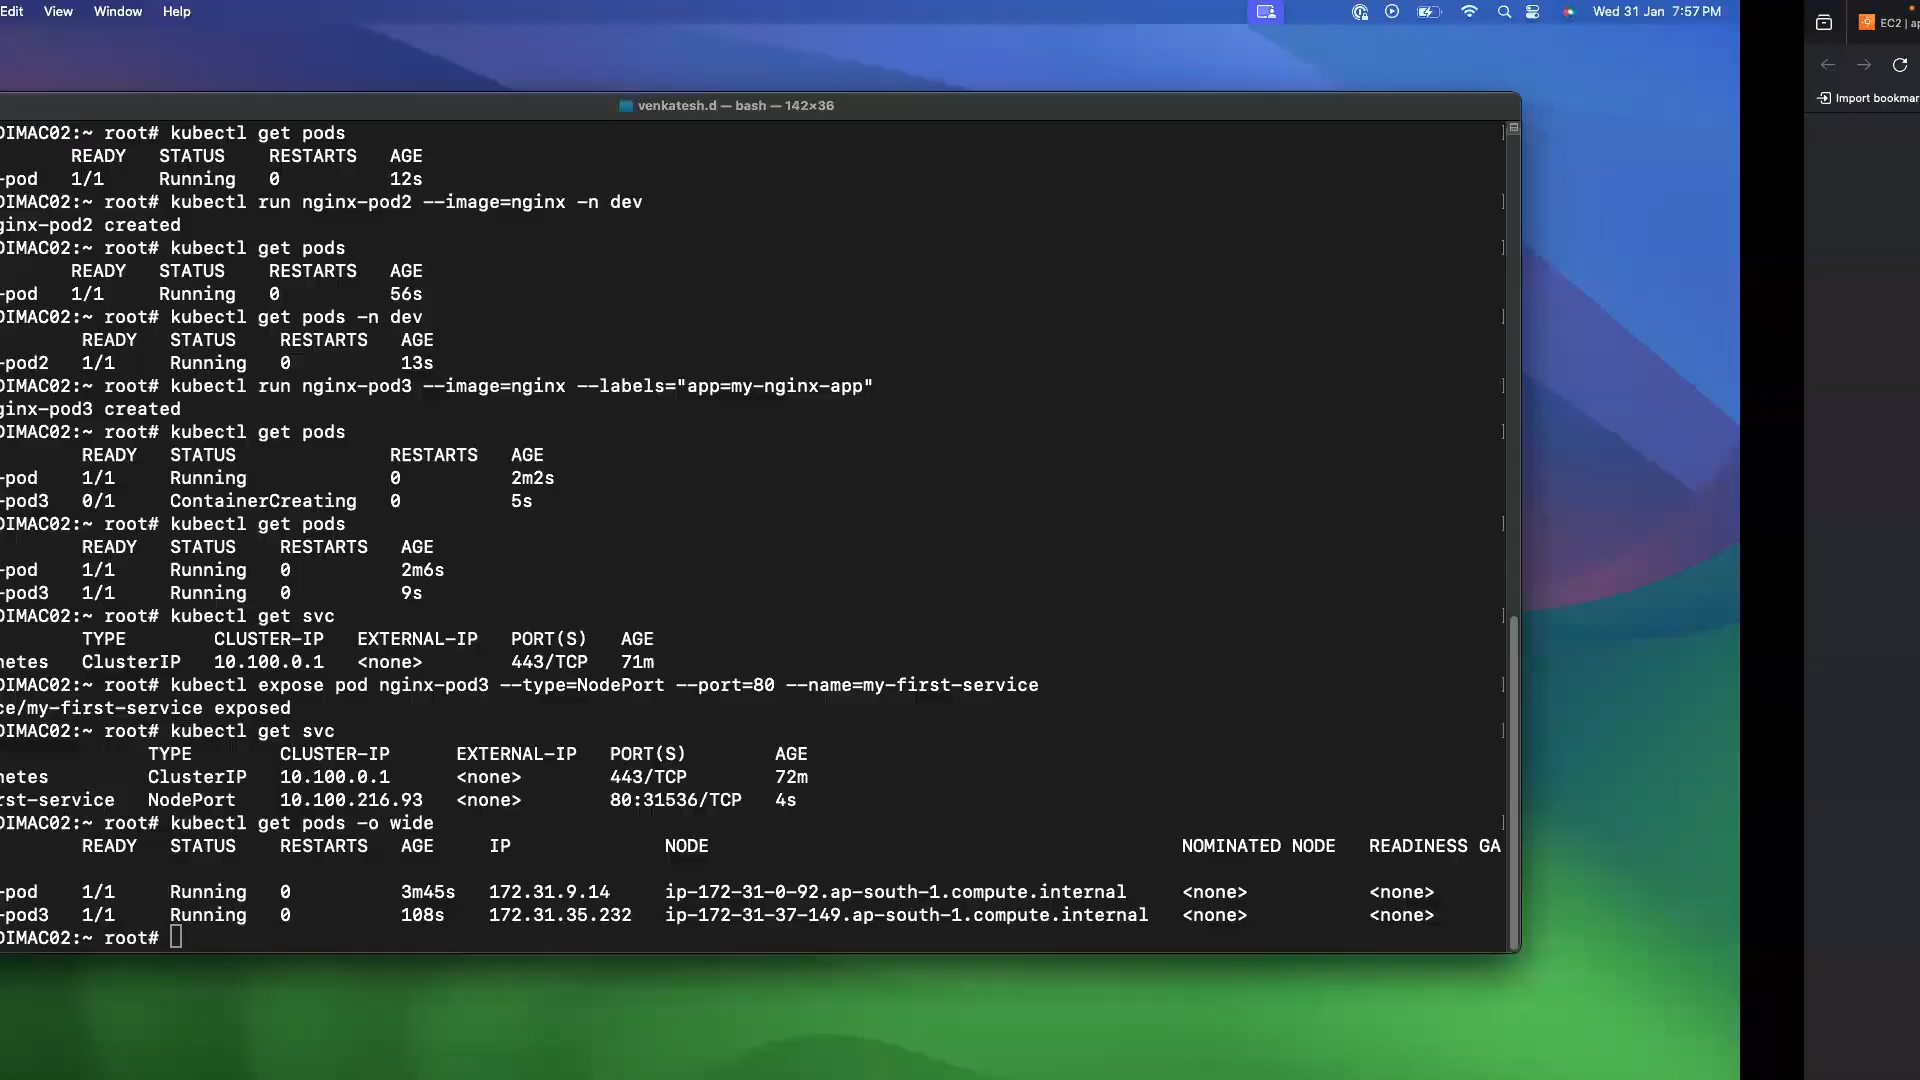 Edit View Window Help Wed 31 Jan 7:57 PM
EC2 | ap
Import bookmar
venkatesh.d — bash — 142×36
DIMAC02:~ root# kubectl get pods
READY STATUS RESTARTS AGE
-pod 1/1 Running 0 12s
DIMAC02:~ root# kubectl run nginx-pod2 --image=nginx -n dev
ginx-pod2 created
DIMAC02:~ root# kubectl get pods
READY STATUS RESTARTS AGE
-pod 1/1 Running 0 56s
DIMAC02:~ root# kubectl get pods -n dev
READY STATUS RESTARTS AGE
-pod2 1/1 Running 0 13s
DIMAC02:~ root# kubectl run nginx-pod3 --image=nginx --labels="app=my-nginx-app"
ginx-pod3 created
DIMAC02:~ root# kubectl get pods
READY STATUS RESTARTS AGE
-pod 1/1 Running 0 2m2s
-pod3 0/1 ContainerCreating 0 5s
DIMAC02:~ root# kubectl get pods
READY STATUS RESTARTS AGE
-pod 1/1 Running 0 2m6s
-pod3 1/1 Running 0 9s
DIMAC02:~ root# kubectl get svc
TYPE CLUSTER-IP EXTERNAL-IP PORT(S) AGE
netes ClusterIP 10.100.0.1 <none> 443/TCP 71m
DIMAC02:~ root# kubectl expose pod nginx-pod3 --type=NodePort --port=80 --name=my-first-service
ce/my-first-service exposed
DIMAC02:~ root# kubectl get svc
TYPE CLUSTER-IP EXTERNAL-IP PORT(S) AGE
netes ClusterIP 10.100.0.1 <none> 443/TCP 72m
rst-service NodePort 10.100.216.93 <none> 80:31536/TCP 4s
DIMAC02:~ root# kubectl get pods -o wide
READY STATUS RESTARTS AGE IP NODE NOMINATED NODE READINESS GA
-pod 1/1 Running 0 3m45s 172.31.9.14 ip-172-31-0-92.ap-south-1.compute.internal <none> <none>
-pod3 1/1 Running 0 108s 172.31.35.232 ip-172-31-37-149.ap-south-1.compute.internal <none> <none>
DIMAC02:~ root#